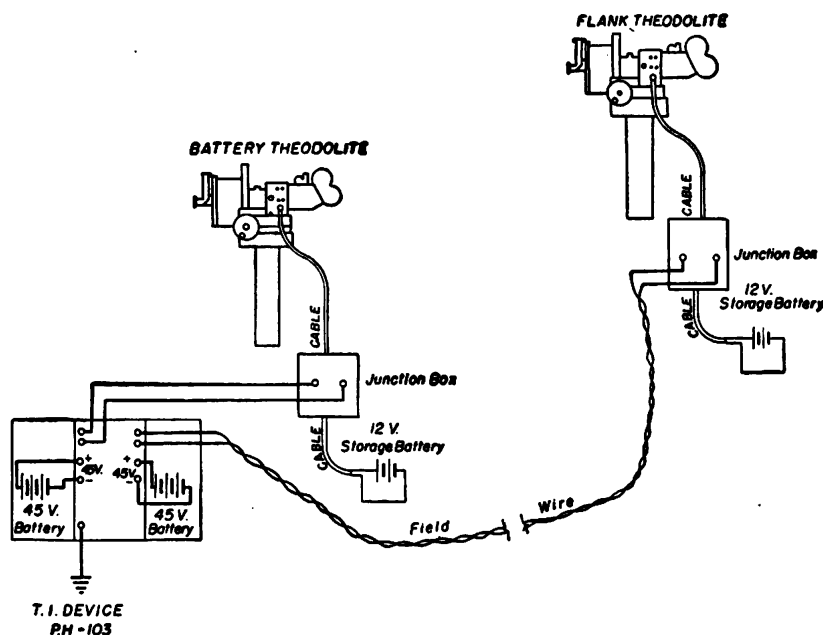 FLANK THEODOLITE
BATTERY THEODOLITE
CABLE
Junction Box
12 V.
Storage Battery
CABLE
CABLE
Junction Box
12 V.
Storage Battery
CABLE
+ 45V. -
+ 45V. -
45 V.
Battery
45 V.
Battery
Field
Wire
T. I. DEVICE
PH-103